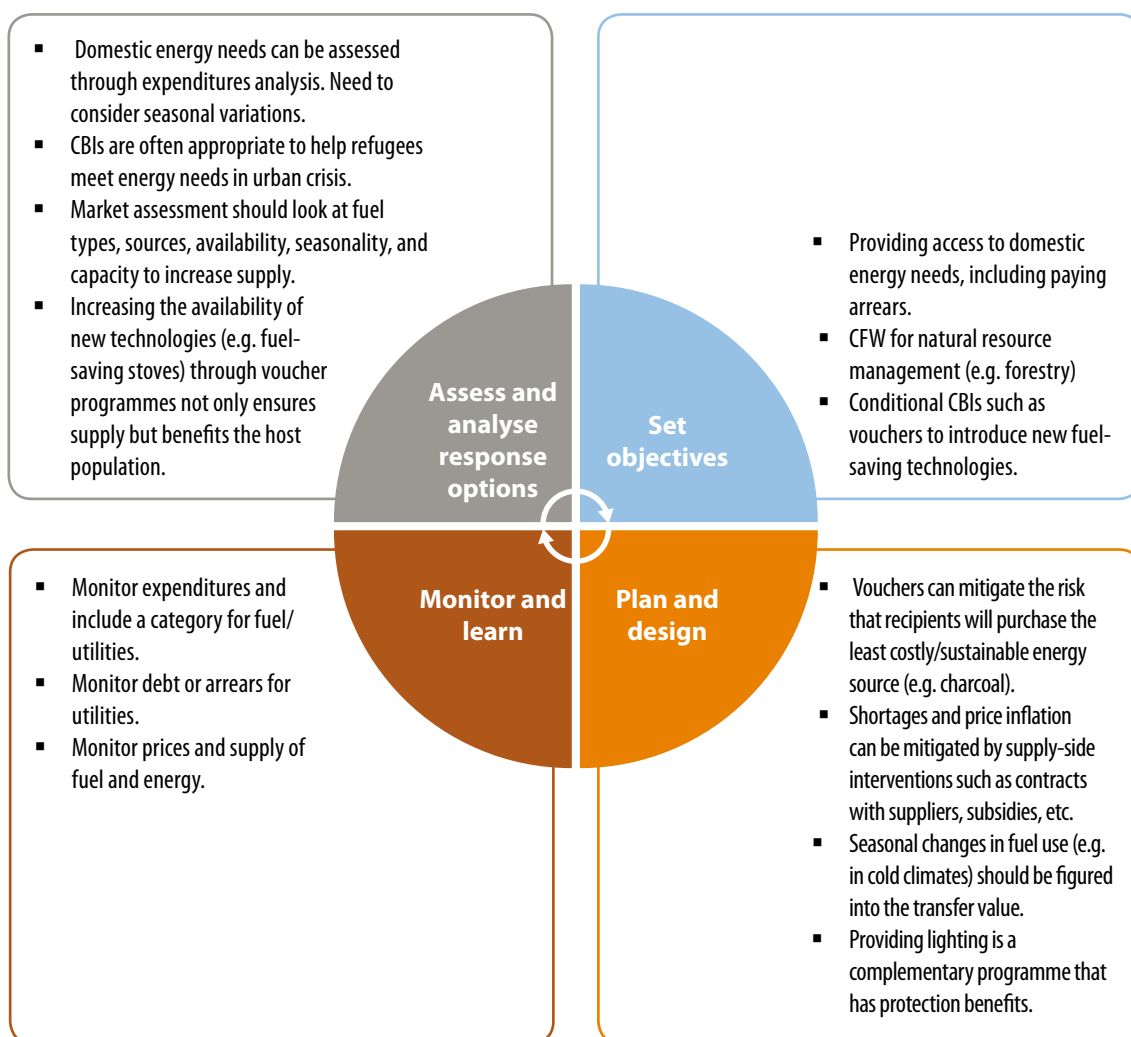 ▪ Domestic energy needs can be assessed
through expenditures analysis. Need to
consider seasonal variations.
▪ CBIs are often appropriate to help refugees
meet energy needs in urban crisis.
▪ Market assessment should look at fuel
types, sources, availability, seasonality, and
capacity to increase supply.
▪ Increasing the availability of
new technologies (e.g. fuel-
saving stoves) through voucher
programmes not only ensures
supply but benefits the host
population.
Assess and
analyse
response
options
▪ Providing access to domestic
energy needs, including paying
arrears.
▪ CFW for natural resource
management (e.g. forestry)
▪ Conditional CBIs such as
vouchers to introduce new fuel-
saving technologies.
Set
objectives
▪ Monitor expenditures and
include a category for fuel/
utilities.
▪ Monitor debt or arrears for
utilities.
▪ Monitor prices and supply of
fuel and energy.
Monitor and
learn
Plan and
design
▪ Vouchers can mitigate the risk
that recipients will purchase the
least costly/sustainable energy
source (e.g. charcoal).
▪ Shortages and price inflation
can be mitigated by supply-side
interventions such as contracts
with suppliers, subsidies, etc.
▪ Seasonal changes in fuel use (e.g.
in cold climates) should be figured
into the transfer value.
▪ Providing lighting is a
complementary programme that
has protection benefits.